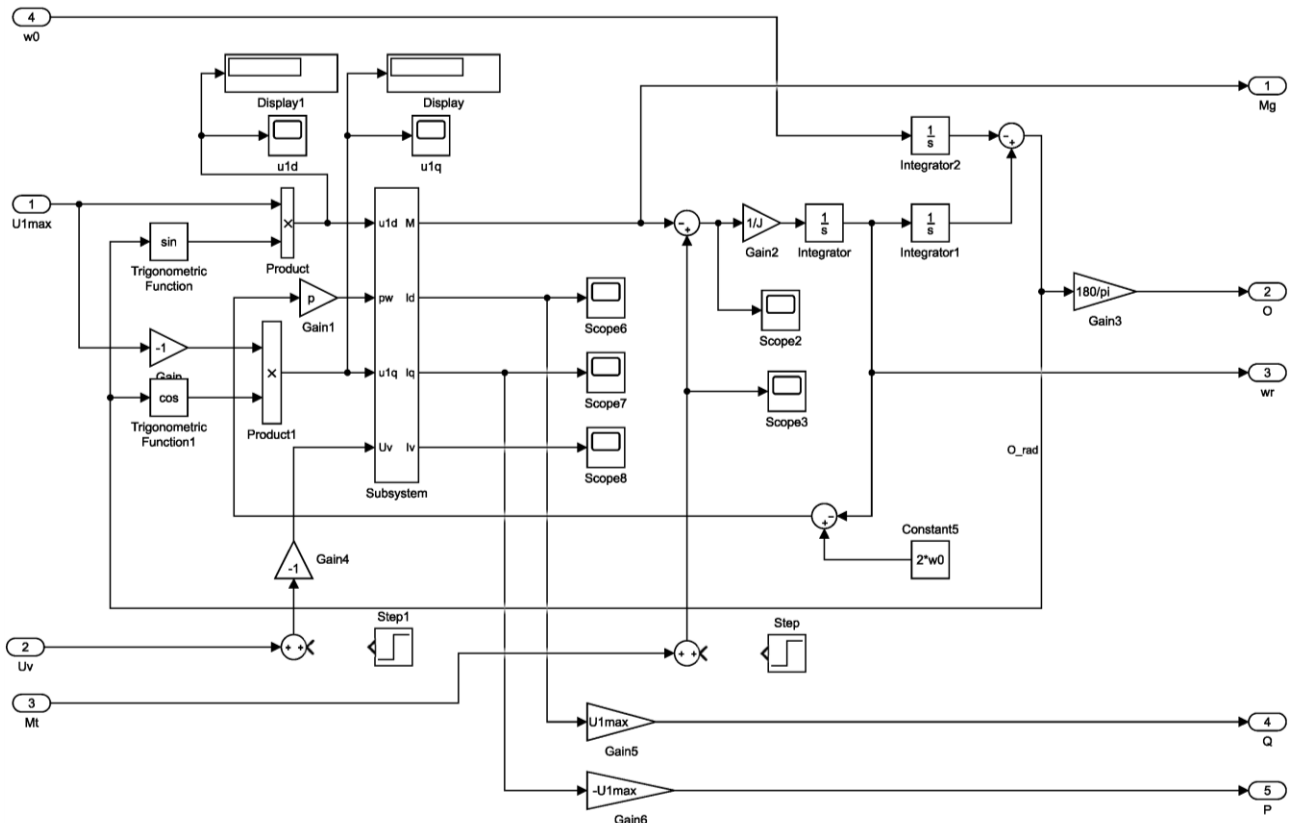 4
w0
Display1
Display
1
Mg
u1d
u1q
1
s
Integrator2
-
+
1
U1max
sin
Trigonometric
Function
×
Product
u1d
M
-
+
1/J
Gain2
1
s
Integrator
1
s
Integrator1
p
Gain1
pw
Id
Scope6
Scope2
180/pi
Gain3
2
O
-1
Gain
×
Product1
u1q
Iq
Scope7
Scope3
3
wr
cos
Trigonometric
Function1
Uv
Iv
Scope8
Subsystem
O_rad
-
+
Constant5
2*w0
-1
Gain4
Step1
Step
2
Uv
+ +
+ +
3
Mt
U1max
Gain5
4
Q
-U1max
Gain6
5
P